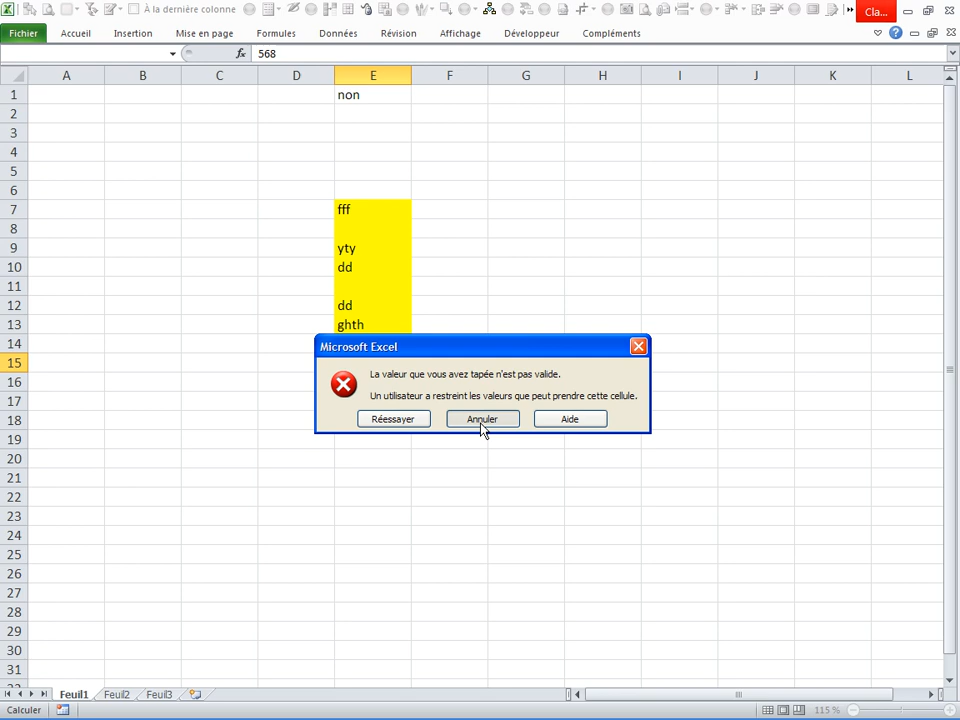 À la dernière colonne
Cla...
Fichier Accueil Insertion Mise en page Formules Données Révision Affichage Développeur Compléments
fx 568
A B C D E F G H I J K L
1 non
2
3
4
5
6
7 fff
8
9 yty
10 dd
11
12 dd
13 ghth
14
15
16
17
18
19
20
21
22
23
24
25
26
27
28
29
30
31
Microsoft Excel
La valeur que vous avez tapée n'est pas valide.
Un utilisateur a restreint les valeurs que peut prendre cette cellule.
Réessayer Annuler Aide
Feuil1 Feuil2 Feuil3
Calculer 115 %